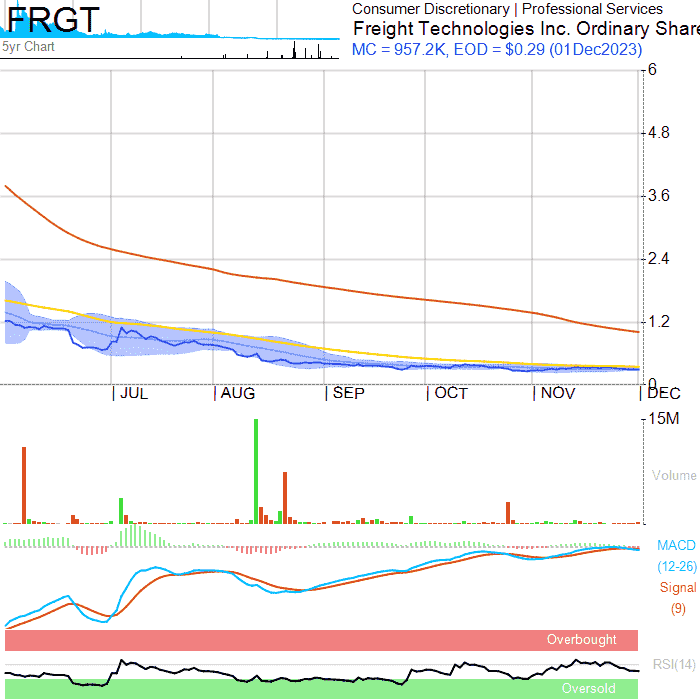 FRGT
5yr Chart
Consumer Discretionary | Professional Services
Freight Technologies Inc. Ordinary Share
MC = 957.2K, EOD = $0.29 (01Dec2023)
6
4.8
3.6
2.4
1.2
0
JUL AUG SEP OCT NOV DEC
15M
Volume
MACD
(12-26)
Signal
(9)
Overbought
RSI(14)
Oversold